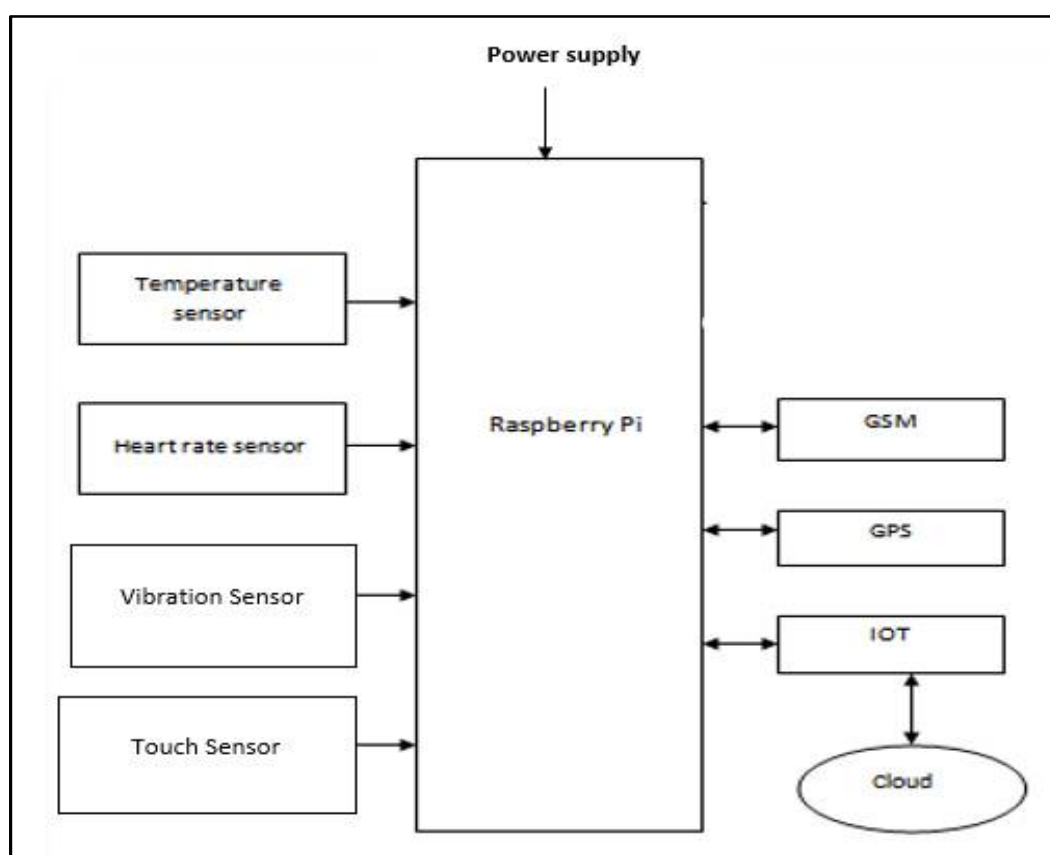 Power supply
Temperature
sensor
Heart rate sensor
Vibration Sensor
Touch Sensor
Raspberry Pi
GSM
GPS
IOT
Cloud